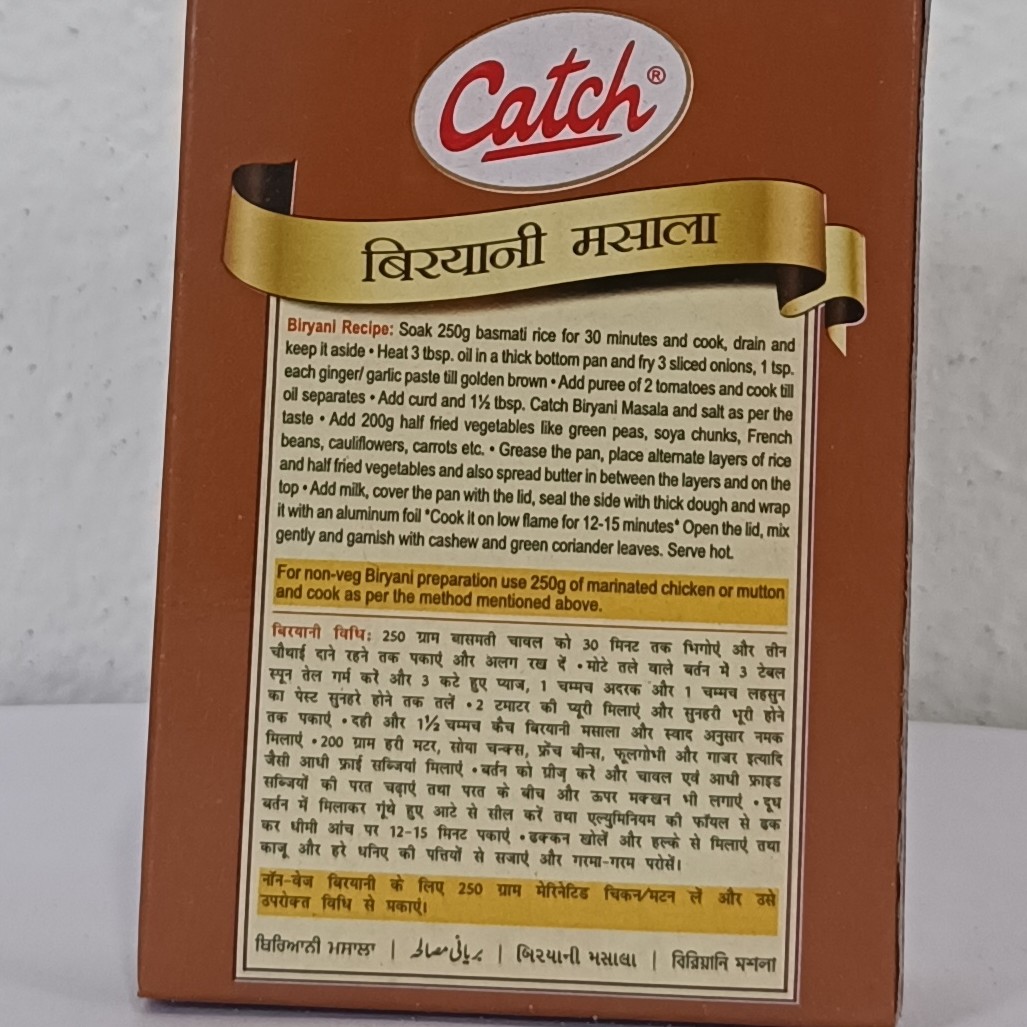 Catch®
बिरयानी मसाला
Biryani Recipe: Soak 250g basmati rice for 30 minutes and cook, drain and
keep it aside • Heat 3 tbsp. oil in a thick bottom pan and fry 3 sliced onions, 1 tsp.
each ginger/ garlic paste till golden brown • Add puree of 2 tomatoes and cook till
oil separates • Add curd and 1½ tbsp. Catch Biryani Masala and salt as per the
taste • Add 200g half fried vegetables like green peas, soya chunks, French
beans, cauliflowers, carrots etc. • Grease the pan, place alternate layers of rice
and half fried vegetables and also spread butter in between the layers and on the
top • Add milk, cover the pan with the lid, seal the side with thick dough and wrap
it with an aluminum foil *Cook it on low flame for 12-15 minutes* Open the lid, mix
gently and garnish with cashew and green coriander leaves. Serve hot.
For non-veg Biryani preparation use 250g of marinated chicken or mutton
and cook as per the method mentioned above.
बिरयानी विधि: 250 ग्राम बासमती चावल को 30 मिनट तक भिगोएं और तीन
चौथाई दाने रहने तक पकाएं और अलग रख दें • मोटे तले वाले बर्तन में 3 टेबल
स्पून तेल गर्म करें और 3 कटे हुए प्याज, 1 चम्मच अदरक और 1 चम्मच लहसुन
का पेस्ट सुनहरे होने तक तलें • 2 टमाटर की प्यूरी मिलाएं और सुनहरी भूरी होने
तक पकाएं • दही और 1½ चम्मच कैच बिरयानी मसाला और स्वाद अनुसार नमक
मिलाएं • 200 ग्राम हरी मटर, सोया चन्क्स, फ्रेंच बीन्स, फूलगोभी और गाजर इत्यादि
जैसी आधी फ्राई सब्जियां मिलाएं • बर्तन को ग्रीज् करें और चावल एवं आधी फ्राइड
सब्जियों की परत चढ़ाएं तथा परत के बीच और ऊपर मक्खन भी लगाएं • दूध
बर्तन में मिलाकर गूंथे हुए आटे से सील करें तथा एल्युमिनियम की फॉयल से ढक
कर धीमी आंच पर 12-15 मिनट पकाएं • ढक्कन खोलें और हल्के से मिलाएं तथा
काजू और हरे धनिए की पत्तियों से सजाएं और गरमा-गरम परोसें।
नॉन-वेज बिरयानी के लिए 250 ग्राम मेरिनेटिड चिकन/मटन लें और उसे
उपरोक्त विधि से पकाएं।
ਬਿਰਿਆਨੀ ਮਸਾਲਾ | بریانی مصالحہ | બિરયાની મસાલા | বিরিয়ানি মশলা